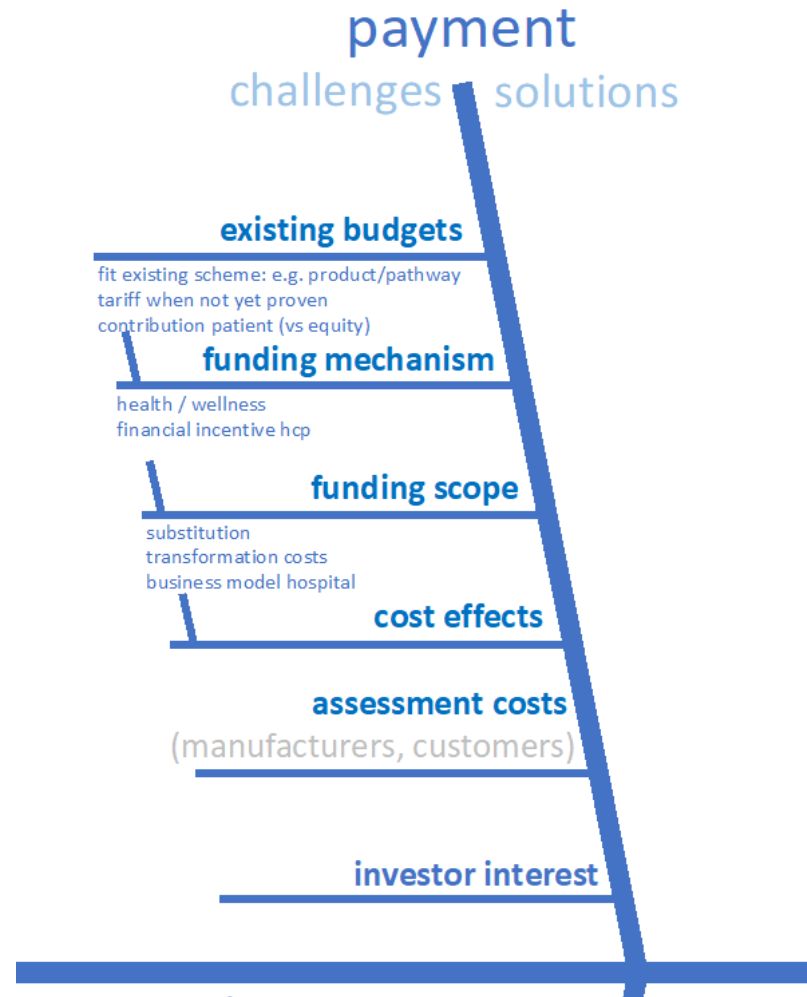 payment
challenges solutions
existing budgets
fit existing scheme: e.g. product/pathway
tariff when not yet proven
contribution patient (vs equity)
funding mechanism
health / wellness
financial incentive hcp
funding scope
substitution
transformation costs
business model hospital
cost effects
assessment costs
(manufacturers, customers)
investor interest